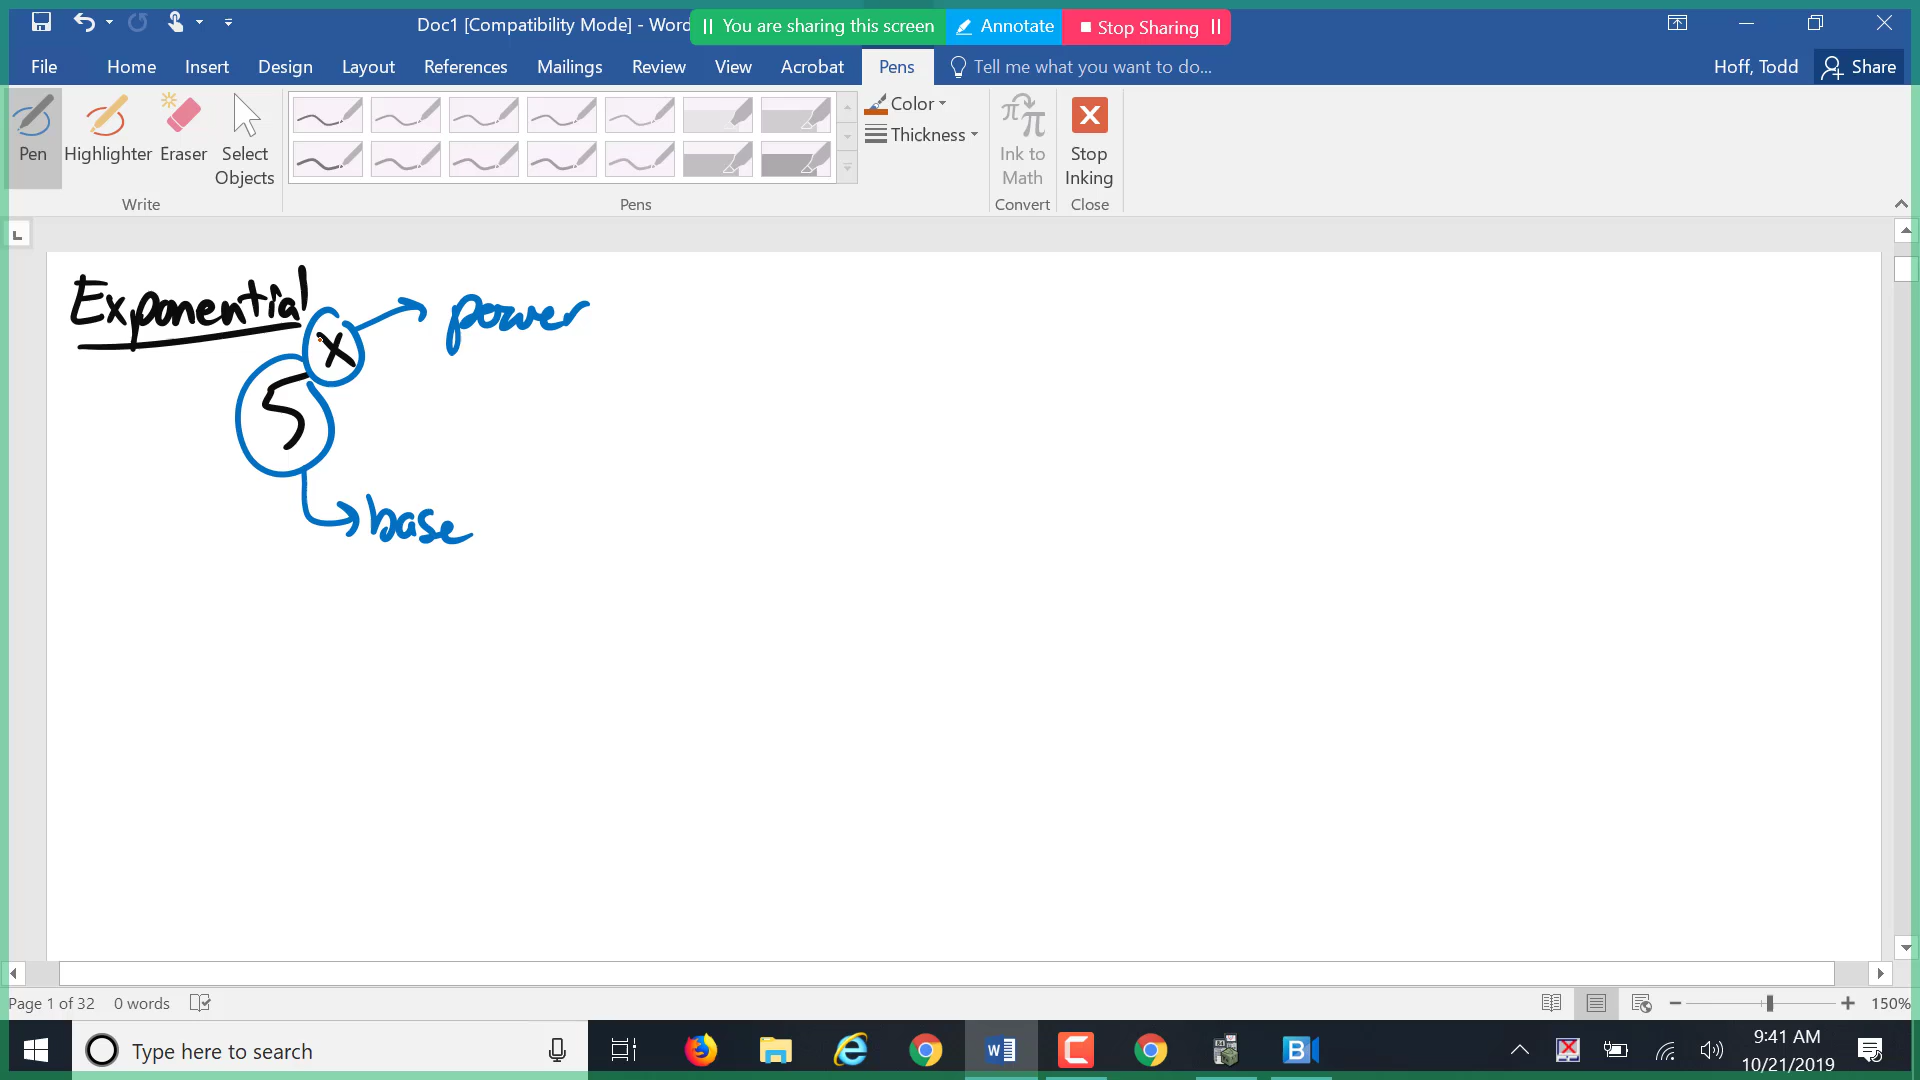 Doc1 [Compatibility Mode] - Word
You are sharing this screen
Annotate
Stop Sharing
File Home Insert Design Layout References Mailings Review View Acrobat Pens Tell me what you want to do...
Hoff, Todd Share
Pen Highlighter Eraser Select Objects
Color
Thickness
Ink to Math
Stop Inking
Write Pens Convert Close
L
Exponential
x power
5
base
Page 1 of 32 0 words
150%
Type here to search
9:41 AM
10/21/2019